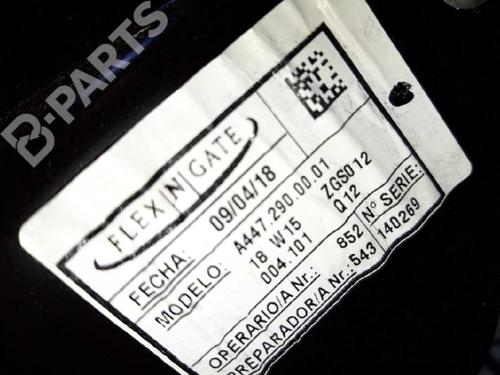 B-PARTS
FLEX N GATE
FECHA: 09/04/18
MODELO: A447.290.00.01 ZGS012
18 W15 Q12
004.101
OPERARIO/A Nr.: 852
PREPARADOR/A Nr.: 543
Nº SERIE:
140269